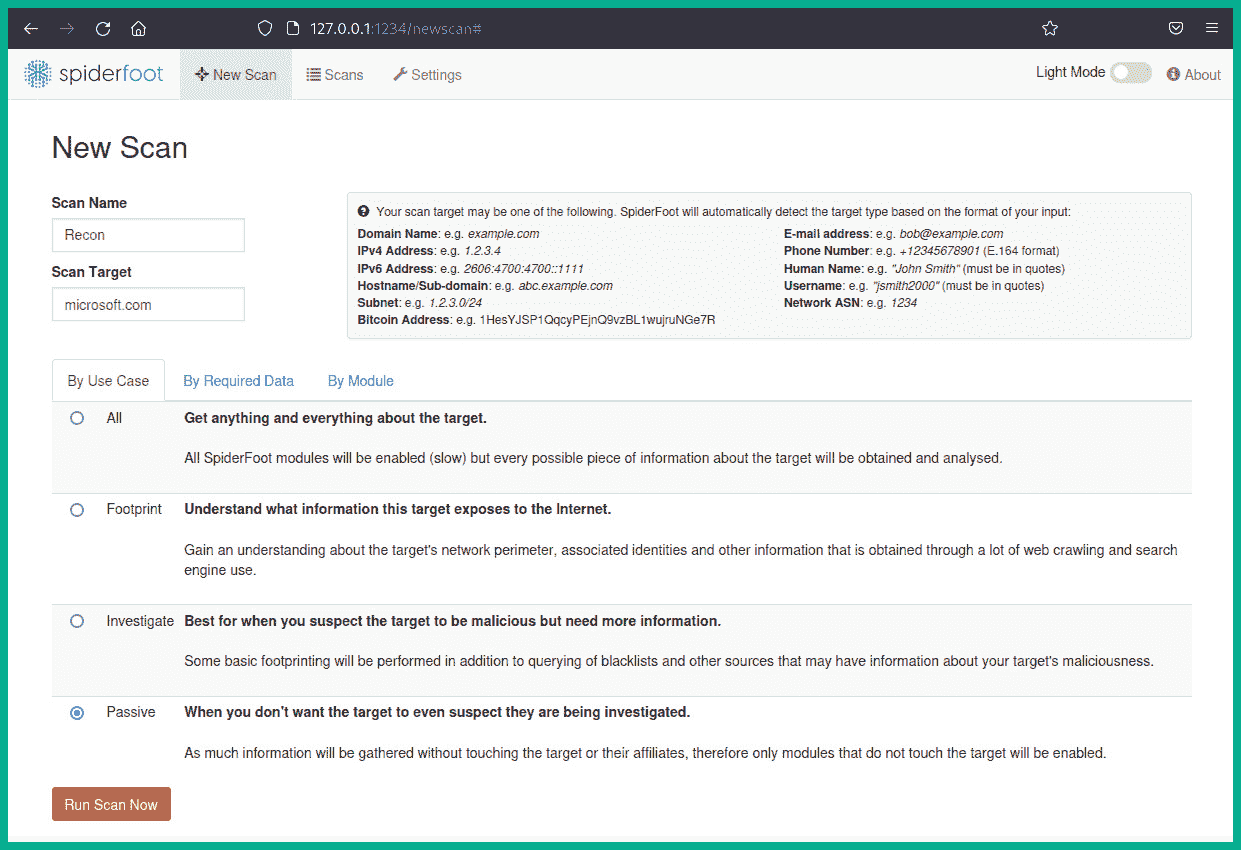 127.0.0.1:1234/newscan#
spiderfoot
New Scan
Scans
Settings
Light Mode
About
New Scan
Scan Name
Recon
Scan Target
microsoft.com
Your scan target may be one of the following. SpiderFoot will automatically detect the target type based on the format of your input:
Domain Name: e.g. example.com
IPv4 Address: e.g. 1.2.3.4
IPv6 Address: e.g. 2606:4700:4700::1111
Hostname/Sub-domain: e.g. abc.example.com
Subnet: e.g. 1.2.3.0/24
Bitcoin Address: e.g. 1HesYJSP1QqcyPEjnQ9vzBL1wujruNGe7R
E-mail address: e.g. bob@example.com
Phone Number: e.g. +12345678901 (E.164 format)
Human Name: e.g. "John Smith" (must be in quotes)
Username: e.g. "jsmith2000" (must be in quotes)
Network ASN: e.g. 1234
By Use Case
By Required Data
By Module
All
Get anything and everything about the target.
All SpiderFoot modules will be enabled (slow) but every possible piece of information about the target will be obtained and analysed.
Footprint
Understand what information this target exposes to the Internet.
Gain an understanding about the target's network perimeter, associated identities and other information that is obtained through a lot of web crawling and search
engine use.
Investigate
Best for when you suspect the target to be malicious but need more information.
Some basic footprinting will be performed in addition to querying of blacklists and other sources that may have information about your target's maliciousness.
Passive
When you don't want the target to even suspect they are being investigated.
As much information will be gathered without touching the target or their affiliates, therefore only modules that do not touch the target will be enabled.
Run Scan Now